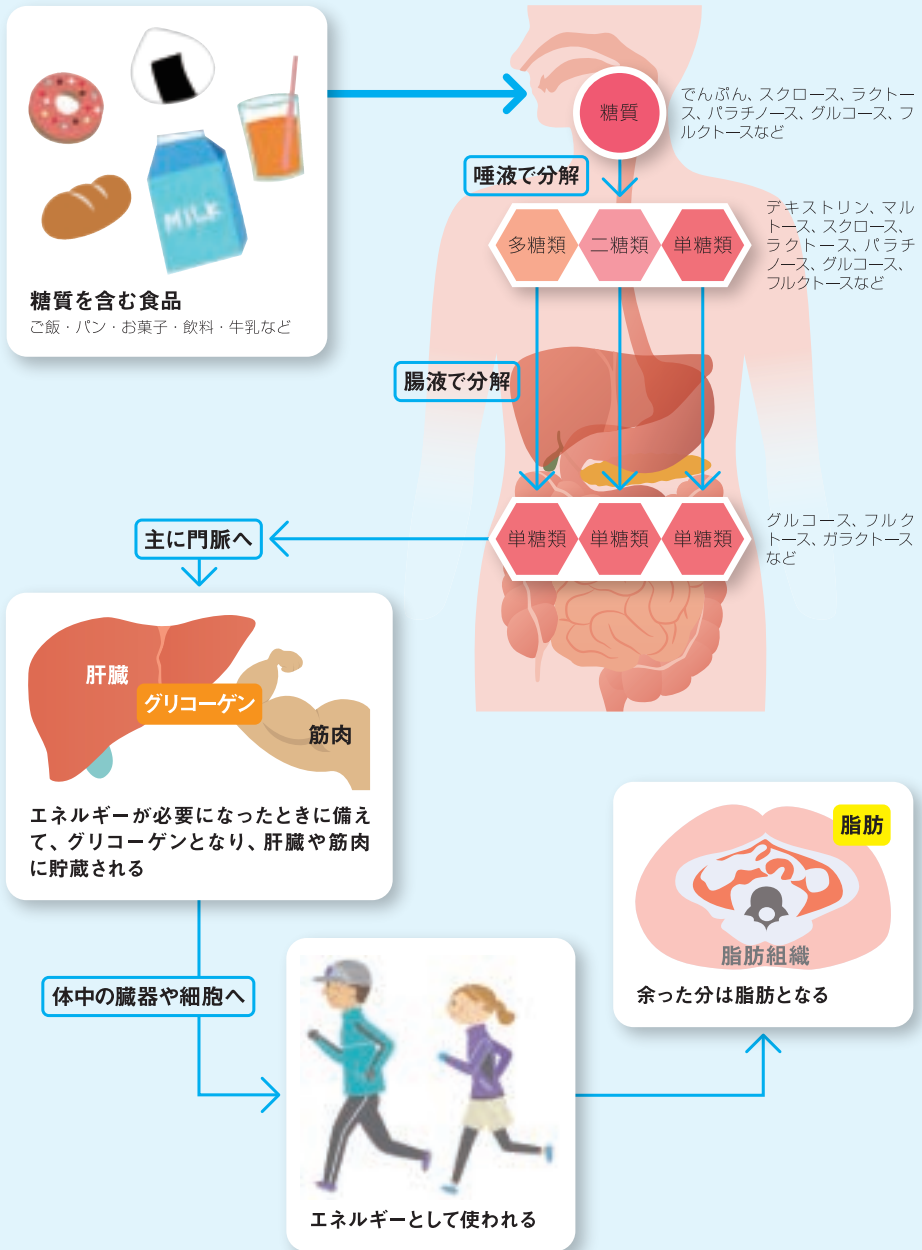 糖質
でんぷん、スクロース、ラクトー
ス、パラチノース、グルコース、フ
ルクトースなど
唾液で分解
MILK
糖質を含む食品
ご飯・パン・お菓子・飲料・牛乳など
多糖類 二糖類 単糖類
デキストリン、マル
トース、スクロース、
ラクトース、パラチ
ノース、グルコース、
フルクトースなど
腸液で分解
単糖類 単糖類 単糖類
グルコース、フルク
トース、ガラクトース
など
主に門脈へ
肝臓
グリコーゲン
筋肉
エネルギーが必要になったときに備え
て、グリコーゲンとなり、肝臓や筋肉
に貯蔵される
体中の臓器や細胞へ
エネルギーとして使われる
脂肪
脂肪組織
余った分は脂肪となる